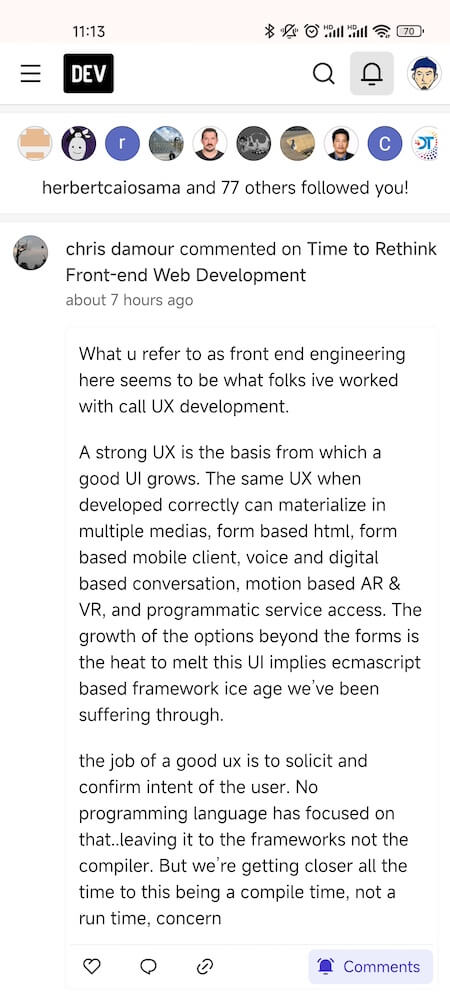 11:13
HD HD 70
DEV
r
C
DT
herbertcaiosama and 77 others followed you!
chris damour commented on Time to Rethink
Front-end Web Development
about 7 hours ago
What u refer to as front end engineering
here seems to be what folks ive worked
with call UX development.
A strong UX is the basis from which a
good UI grows. The same UX when
developed correctly can materialize in
multiple medias, form based html, form
based mobile client, voice and digital
based conversation, motion based AR &
VR, and programmatic service access. The
growth of the options beyond the forms is
the heat to melt this UI implies ecmascript
based framework ice age we've been
suffering through.
the job of a good ux is to solicit and
confirm intent of the user. No
programming language has focused on
that..leaving it to the frameworks not the
compiler. But we're getting closer all the
time to this being a compile time, not a
run time, concern
Comments